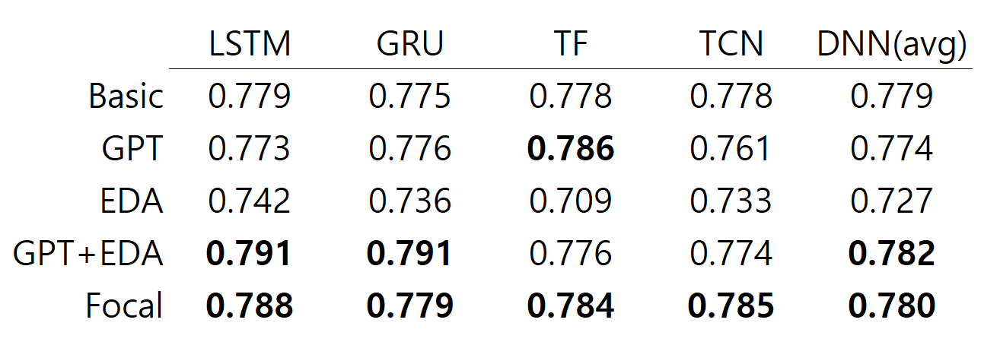 LSTM GRU TF TCN DNN(avg)
Basic 0.779 0.775 0.778 0.778 0.779
GPT 0.773 0.776 0.786 0.761 0.774
EDA 0.742 0.736 0.709 0.733 0.727
GPT+EDA 0.791 0.791 0.776 0.774 0.782
Focal 0.788 0.779 0.784 0.785 0.780